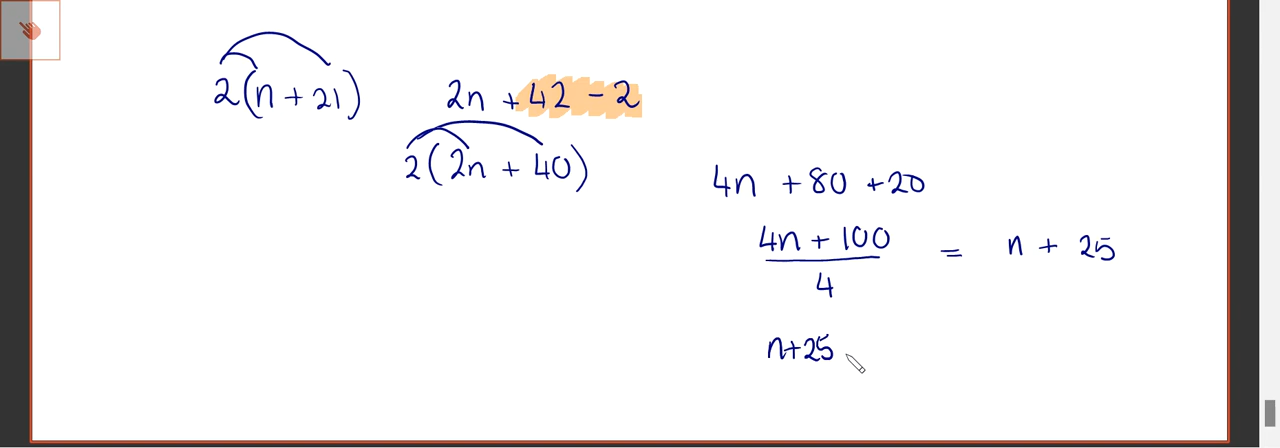 2(n + 21)
2n + 42 - 2
2(2n + 40)
4n + 80 + 20
4n + 100
4
= n + 25
n+25